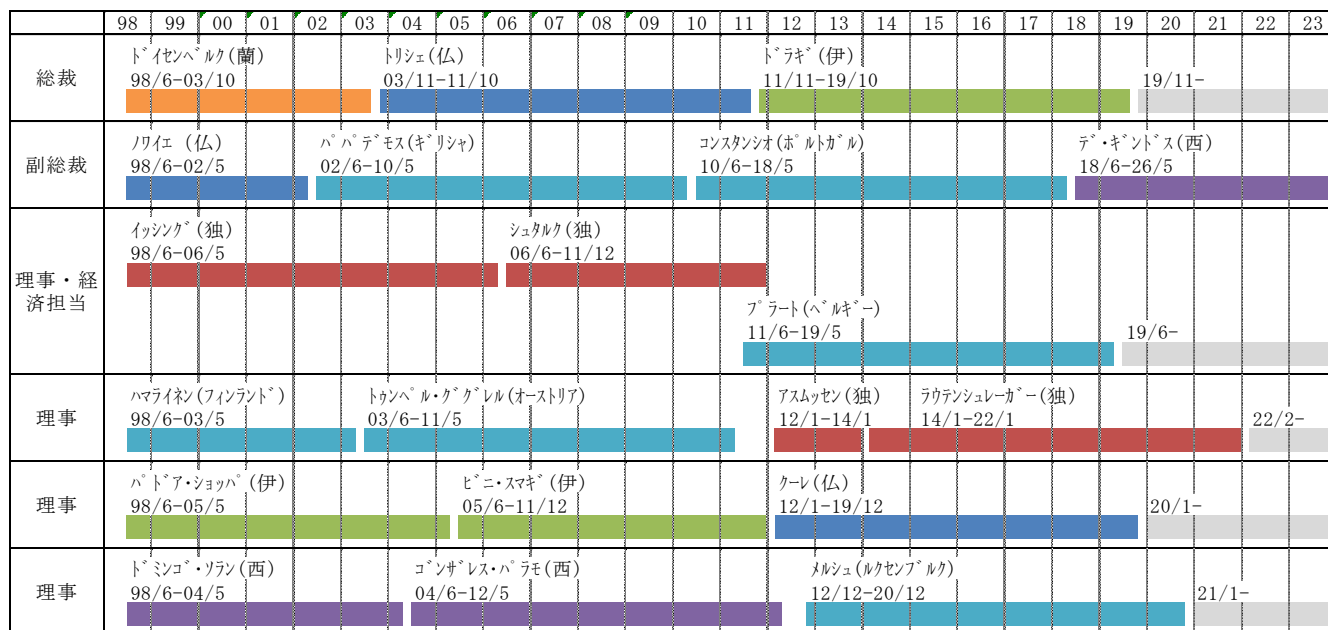 98 99 00 01 02 03 04 05 06 07 08 09 10 11 12 13 14 15 16 17 18 19 20 21 22 23
総裁
ﾄﾞｲｾﾝﾍﾞﾙｸ(蘭) ﾄﾘｼｪ(仏) ﾄﾞﾗｷﾞ(伊)
98/6-03/10 03/11-11/10 11/11-19/10 19/11-
副総裁
ﾉﾜｲｴ (仏) ﾊﾟﾊﾟﾃﾞﾓｽ(ｷﾞﾘｼｬ) ｺﾝｽﾀﾝｼｵ(ﾎﾟﾙﾄｶﾞﾙ) ﾃﾞ･ｷﾞﾝﾄﾞｽ(西)
98/6-02/5 02/6-10/5 10/6-18/5 18/6-26/5
理事・経
済担当
ｲｯｼﾝｸﾞ(独) ｼｭﾀﾙｸ(独)
98/6-06/5 06/6-11/12
ﾌﾟﾗｰﾄ(ﾍﾞﾙｷﾞｰ)
11/6-19/5 19/6-
理事
ﾊﾏﾗｲﾈﾝ(ﾌｨﾝﾗﾝﾄﾞ) ﾄｩﾝﾍﾟﾙ･ｸﾞｸﾞﾚﾙ(ｵｰｽﾄﾘｱ) ｱｽﾑｯｾﾝ(独) ﾗｳﾃﾝｼｭﾚｰｶﾞｰ(独)
98/6-03/5 03/6-11/5 12/1-14/1 14/1-22/1 22/2-
理事
ﾊﾟﾄﾞｱ･ｼｮｯﾊﾟ(伊) ﾋﾞﾆ･ｽﾏｷﾞ(伊) ｸｰﾚ(仏)
98/6-05/5 05/6-11/12 12/1-19/12 20/1-
理事
ﾄﾞﾐﾝｺﾞ･ｿﾗﾝ(西) ｺﾞﾝｻﾞﾚｽ･ﾊﾟﾗﾓ(西) ﾒﾙｼｭ(ﾙｸｾﾝﾌﾞﾙｸ)
98/6-04/5 04/6-12/5 12/12-20/12 21/1-